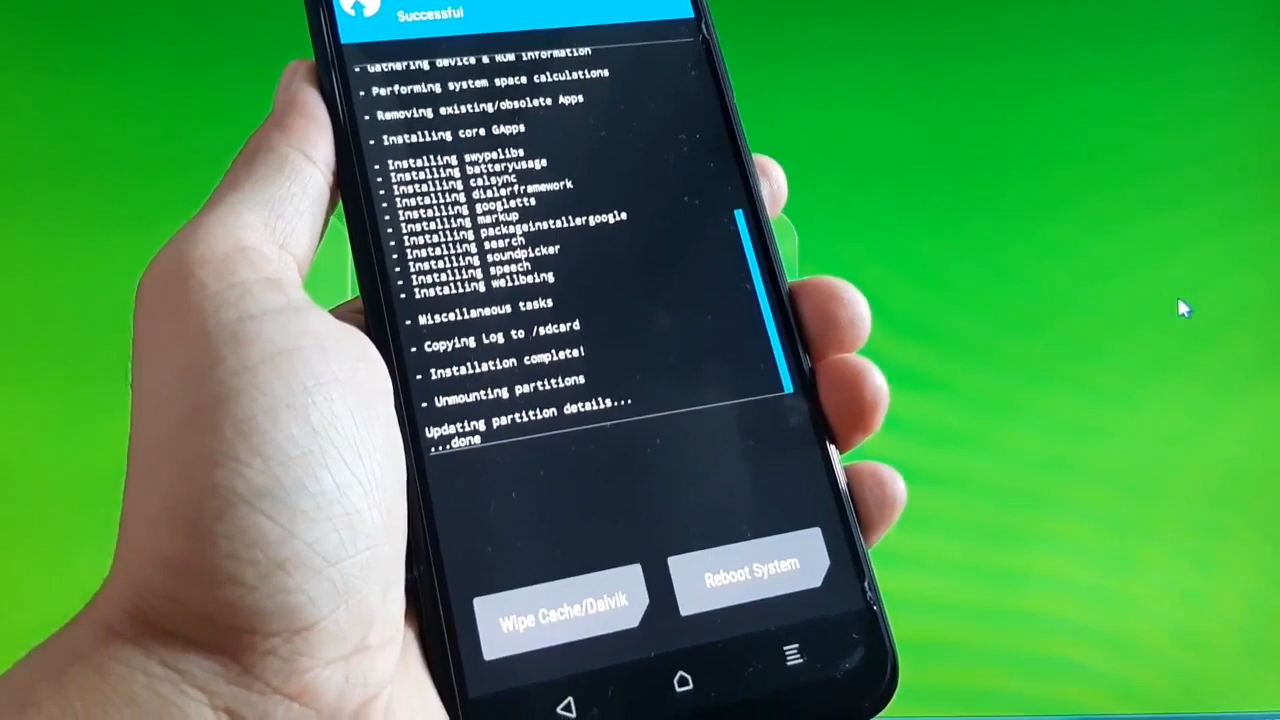 Successful
- Gathering device & ROM information
- Performing system space calculations
- Removing existing/obsolete Apps
- Installing core GApps
- Installing swypelibs
- Installing batteryusage
- Installing calsync
- Installing dialerframework
- Installing googletts
- Installing markup
- Installing packageinstallergoogle
- Installing search
- Installing soundpicker
- Installing speech
- Installing wellbeing
- Miscellaneous tasks
- Copying Log to /sdcard
- Installation complete!
- Unmounting partitions
Updating partition details...
...done
Wipe Cache/Dalvik
Reboot System